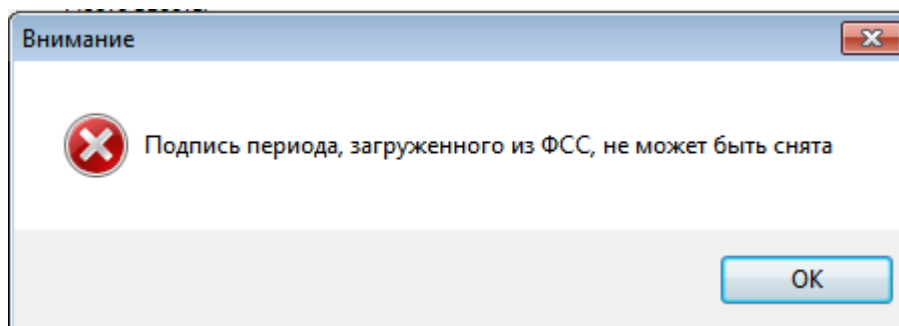 Внимание
Подпись периода, загруженного из ФСС, не может быть снята
OK